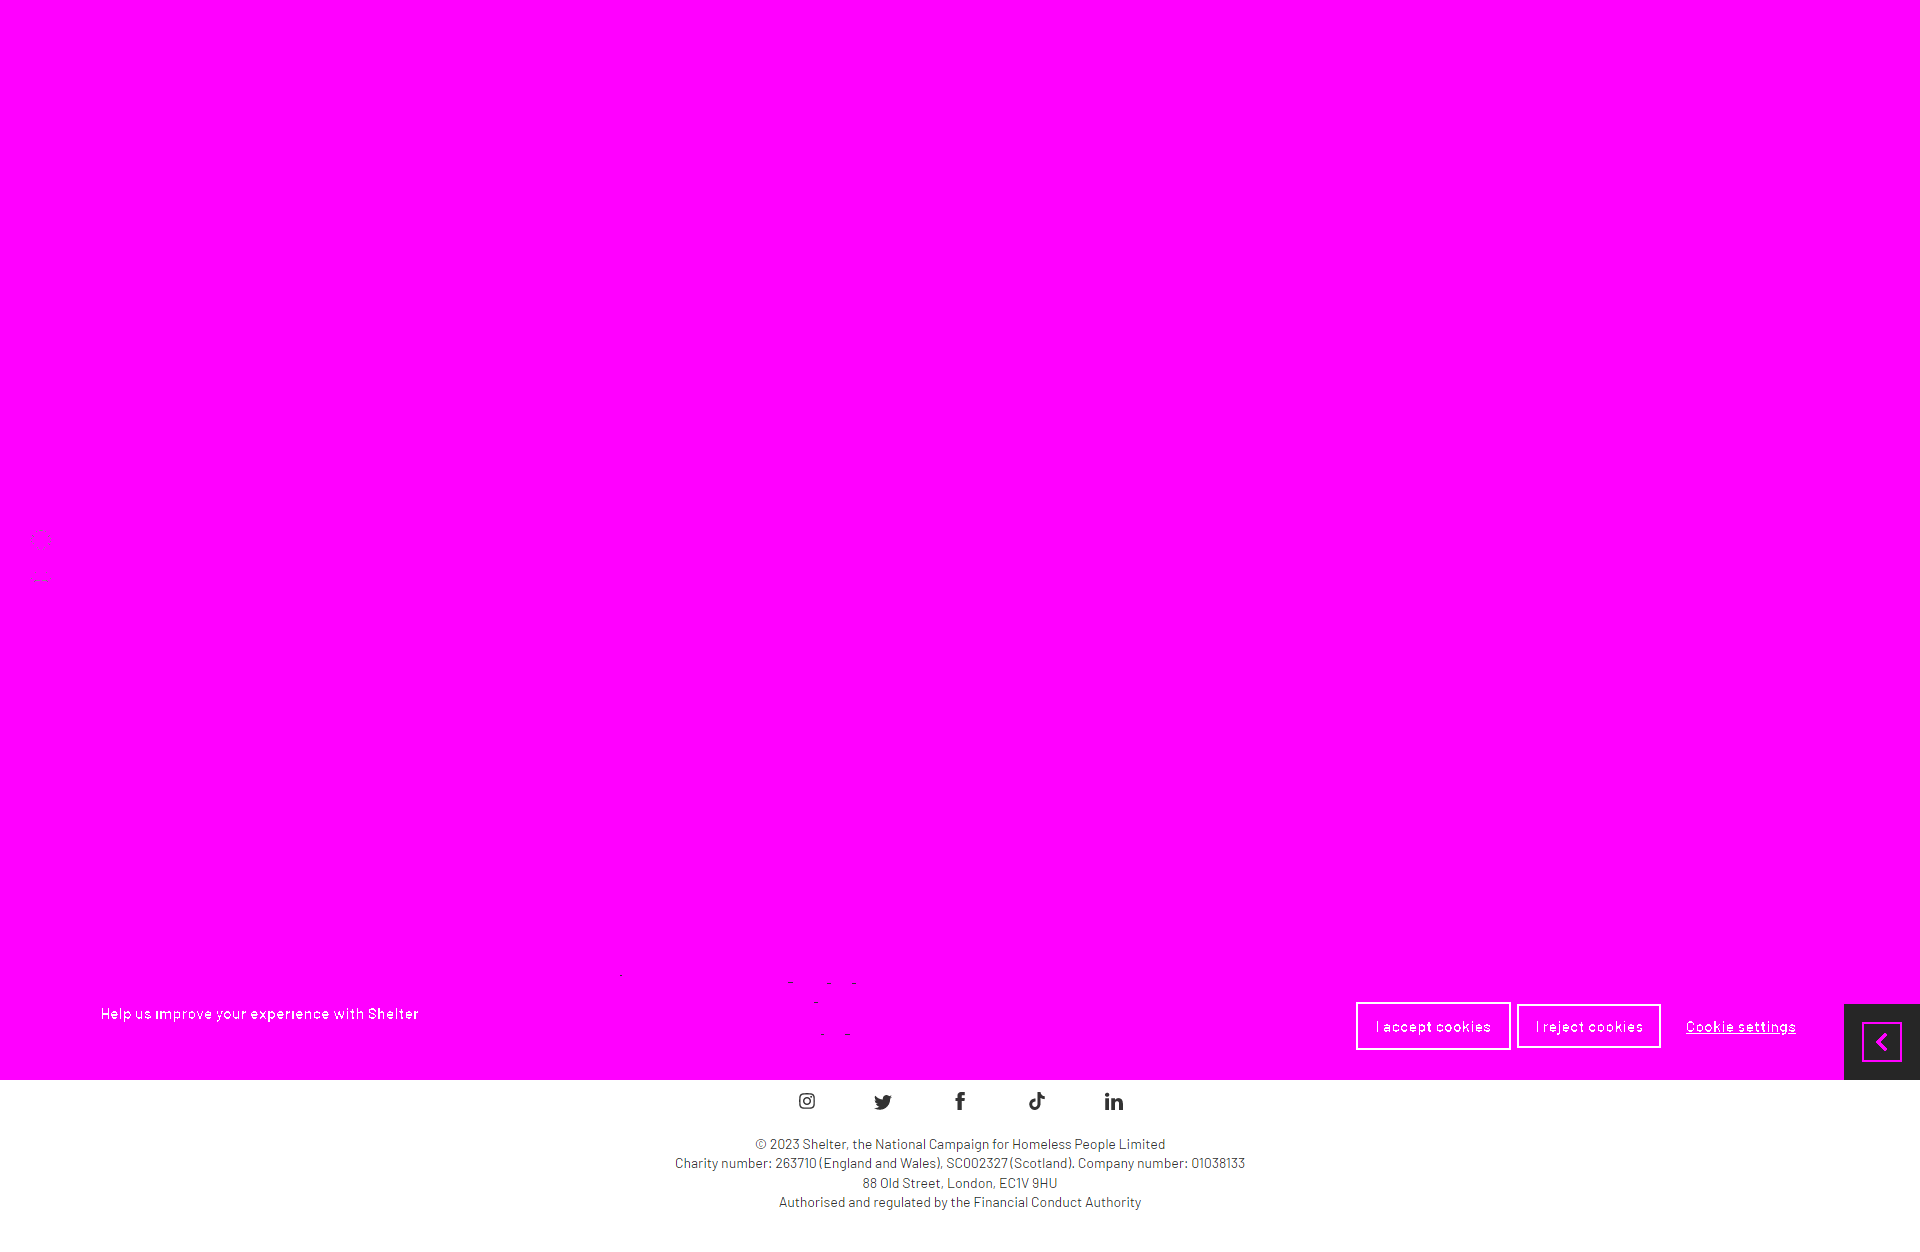 Help us improve your experience with Shelter
I accept cookies
I reject cookies
Cookie settings
© 2023 Shelter, the National Campaign for Homeless People Limited
Charity number: 263710 (England and Wales), SC002327 (Scotland). Company number: 01038133
88 Old Street, London, EC1V 9HU
Authorised and regulated by the Financial Conduct Authority